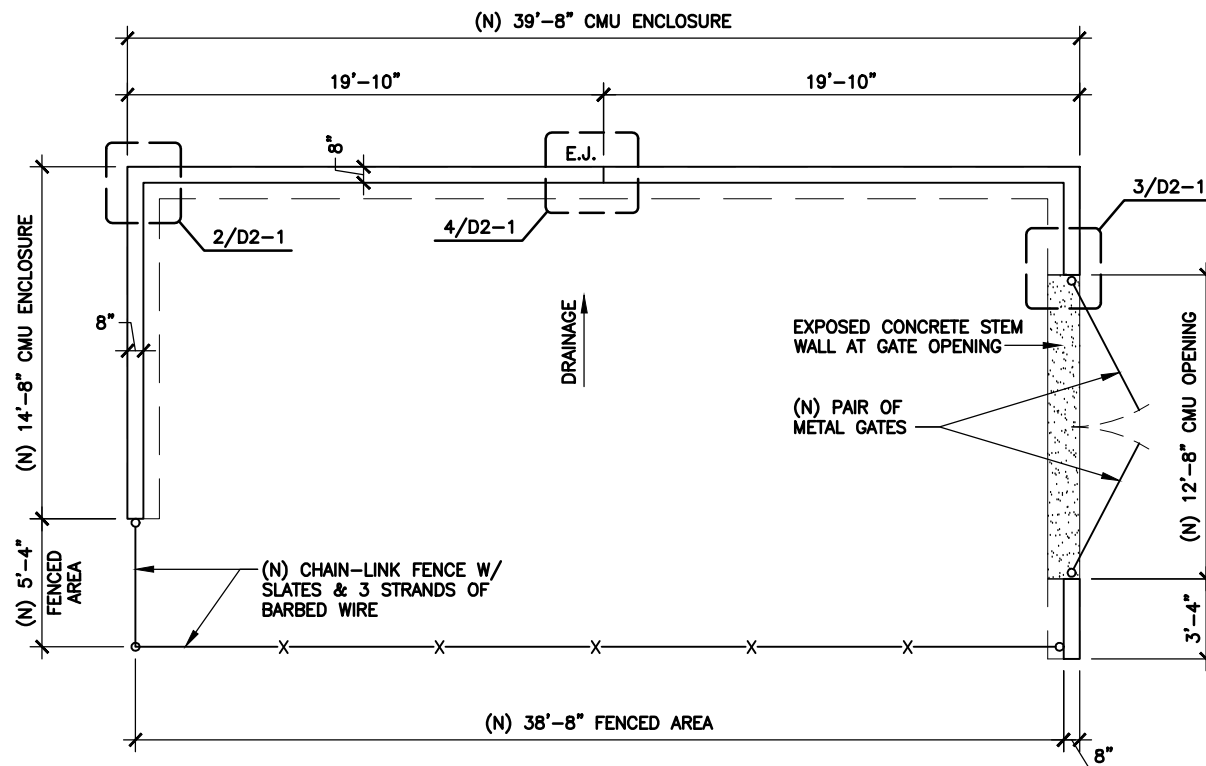 (N) 39'-8" CMU ENCLOSURE
19'-10"
19'-10"
8"
E.J.
3/D2-1
2/D2-1
4/D2-1
(N) 14'-8" CMU ENCLOSURE
8"
DRAINAGE
EXPOSED CONCRETE STEM
WALL AT GATE OPENING
(N) PAIR OF
METAL GATES
(N) 12'-8" CMU OPENING
(N) 5'-4"
FENCED
AREA
(N) CHAIN-LINK FENCE W/
SLATES & 3 STRANDS OF
BARBED WIRE
3'-4"
X X X X X
(N) 38'-8" FENCED AREA
8"